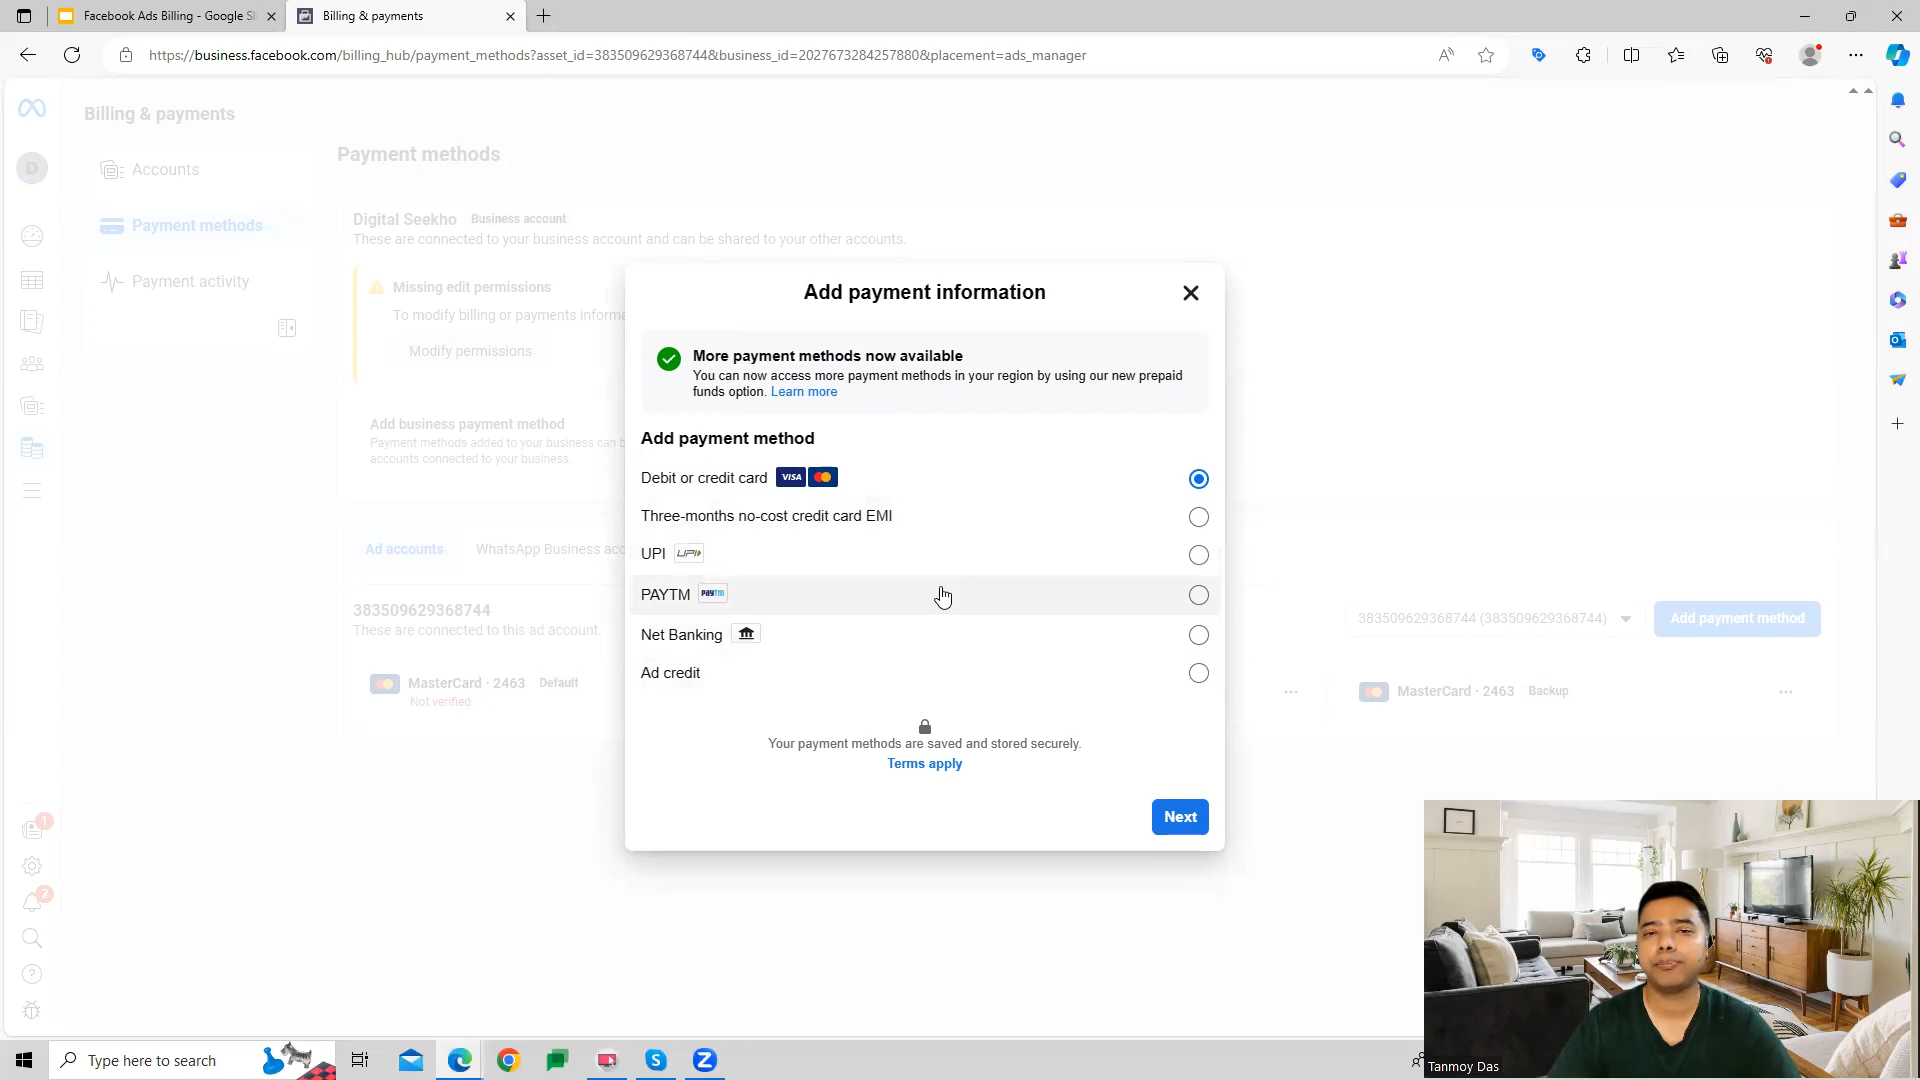 Facebook Ads Billing - Google Sl
Billing & payments
https://business.facebook.com/billing_hub/payment_methods?asset_id=383509629368744&business_id=2027673284257880&placement=ads_manager
Billing & payments
D
Accounts
Payment methods
Payment activity
Payment methods
Digital Seekho Business account
These are connected to your business account and can be shared to your other accounts.
Missing edit permissions
To modify billing or payments informa
Modify permissions
Add business payment method
Payment methods added to your business can b
accounts connected to your business.
Ad accounts
WhatsApp Business acc
383509629368744
These are connected to this ad account.
383509629368744 (383509629368744)
Add payment method
MasterCard · 2463 Default
Not verified
MasterCard · 2463 Backup
Add payment information
More payment methods now available
You can now access more payment methods in your region by using our new prepaid
funds option. Learn more
Add payment method
Debit or credit card VISA
Three-months no-cost credit card EMI
UPI UPI
PAYTM paytm
Net Banking
Ad credit
Your payment methods are saved and stored securely.
Terms apply
Next
1
2
Type here to search
Tanmoy Das